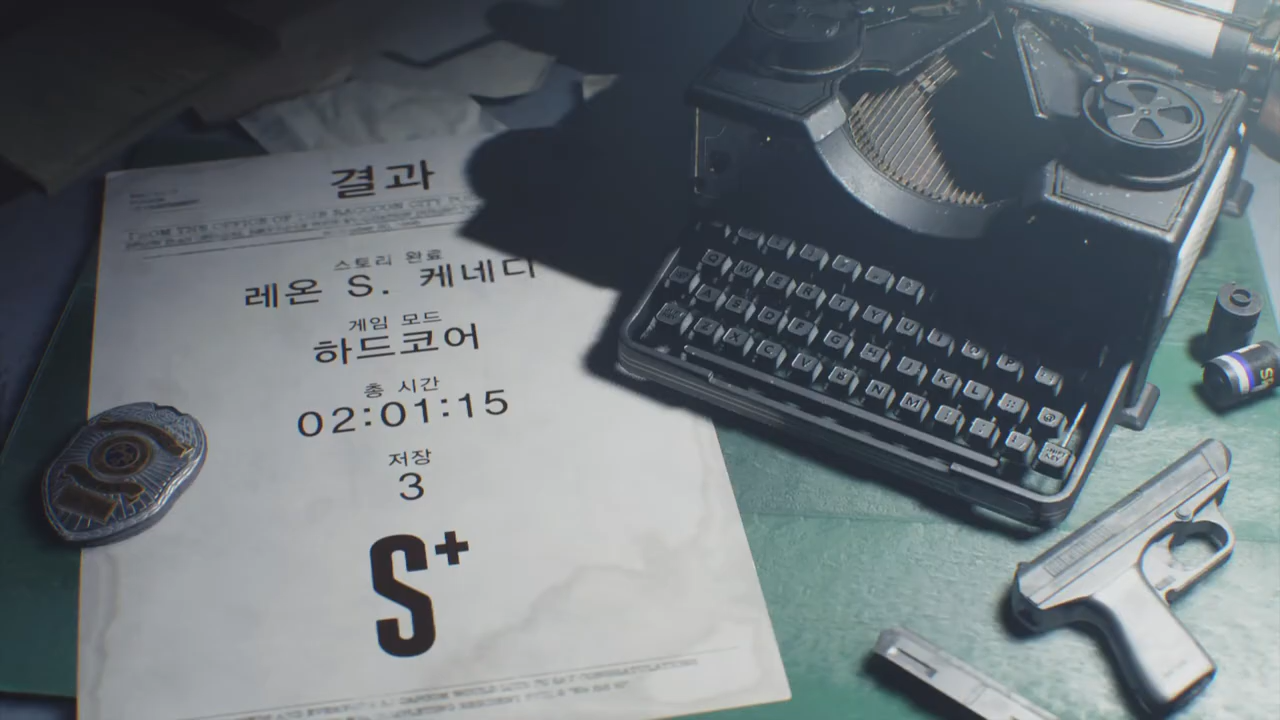 결과
스토리 완료
레온 S. 케네디
게임 모드
하드코어
총 시간
02:01:15
저장
3
S+